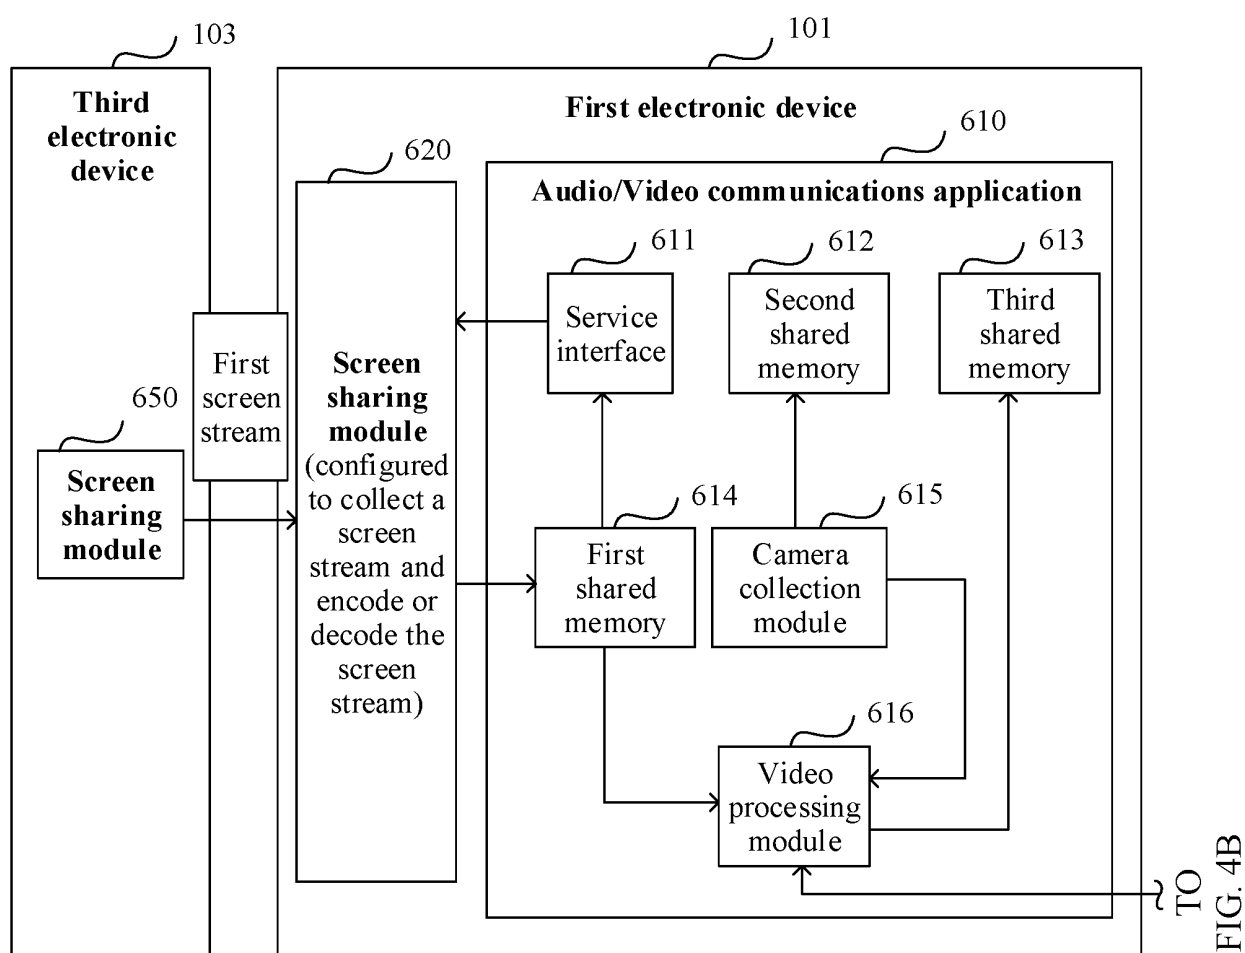 103
101
Third
electronic
device
First electronic device
610
620
Audio/Video communications application
611
612
613
Service
interface
Second
shared
memory
Third
shared
memory
First
screen
stream
650
Screen
sharing
module
Screen
sharing
module
(configured
to collect a
screen
stream and
encode or
decode the
screen
stream)
614
615
First
shared
memory
Camera
collection
module
616
Video
processing
module
TO
FIG. 4B